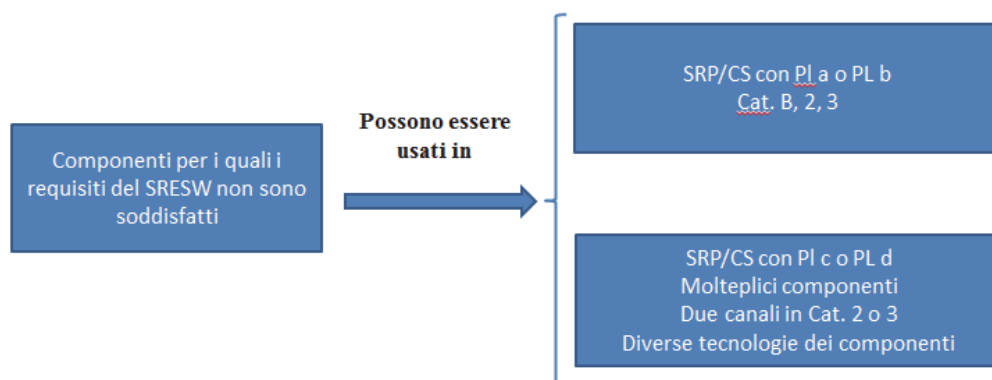 Componenti per i quali i
requisiti del SRESW non sono
soddisfatti
Possono essere
usati in
SRP/CS con Pl a o PL b
Cat. B, 2, 3
SRP/CS con Pl c o PL d
Molteplici componenti
Due canali in Cat. 2 o 3
Diverse tecnologie dei componenti